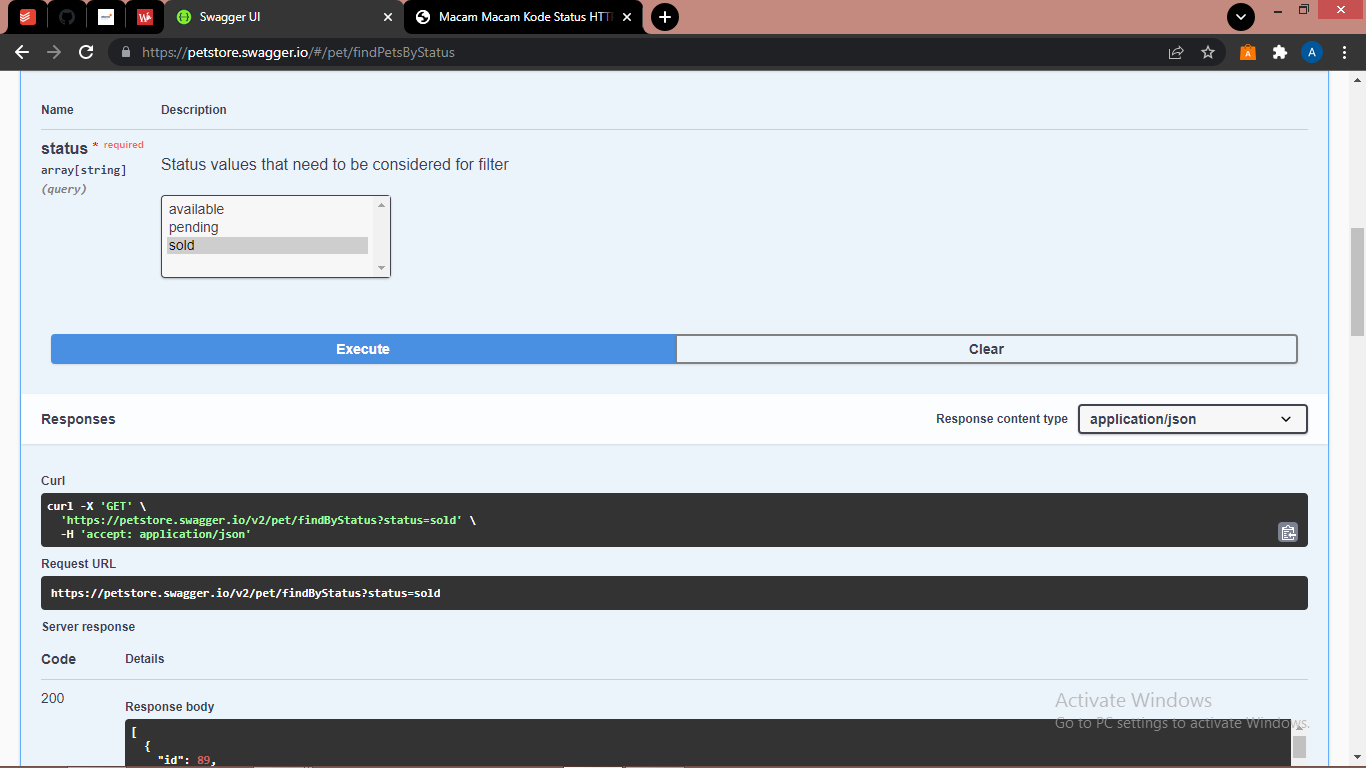 Swagger UI
Macam Macam Kode Status HTT
https://petstore.swagger.io/#/pet/findPetsByStatus
A
Name Description
status * required
array[string]
(query)
Status values that need to be considered for filter
available
pending
sold
Execute Clear
Responses Response content type application/json
Curl
curl -X 'GET' \
'https://petstore.swagger.io/v2/pet/findByStatus?status=sold' \
-H 'accept: application/json'
Request URL
https://petstore.swagger.io/v2/pet/findByStatus?status=sold
Server response
Code Details
200
Response body
[
{
"id": 89,
Activate Windows
Go to PC settings to activate Windows.